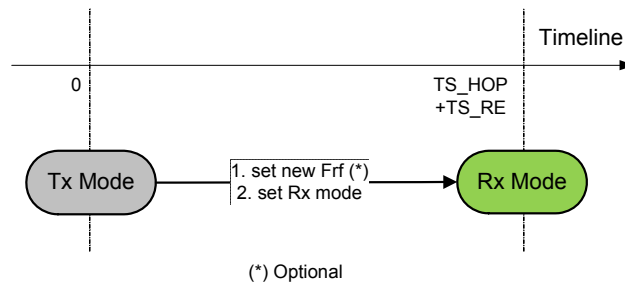 Timeline
0
TS_HOP
+TS_RE
Tx Mode
1. set new Frf (*)
2. set Rx mode
Rx Mode
(*) Optional